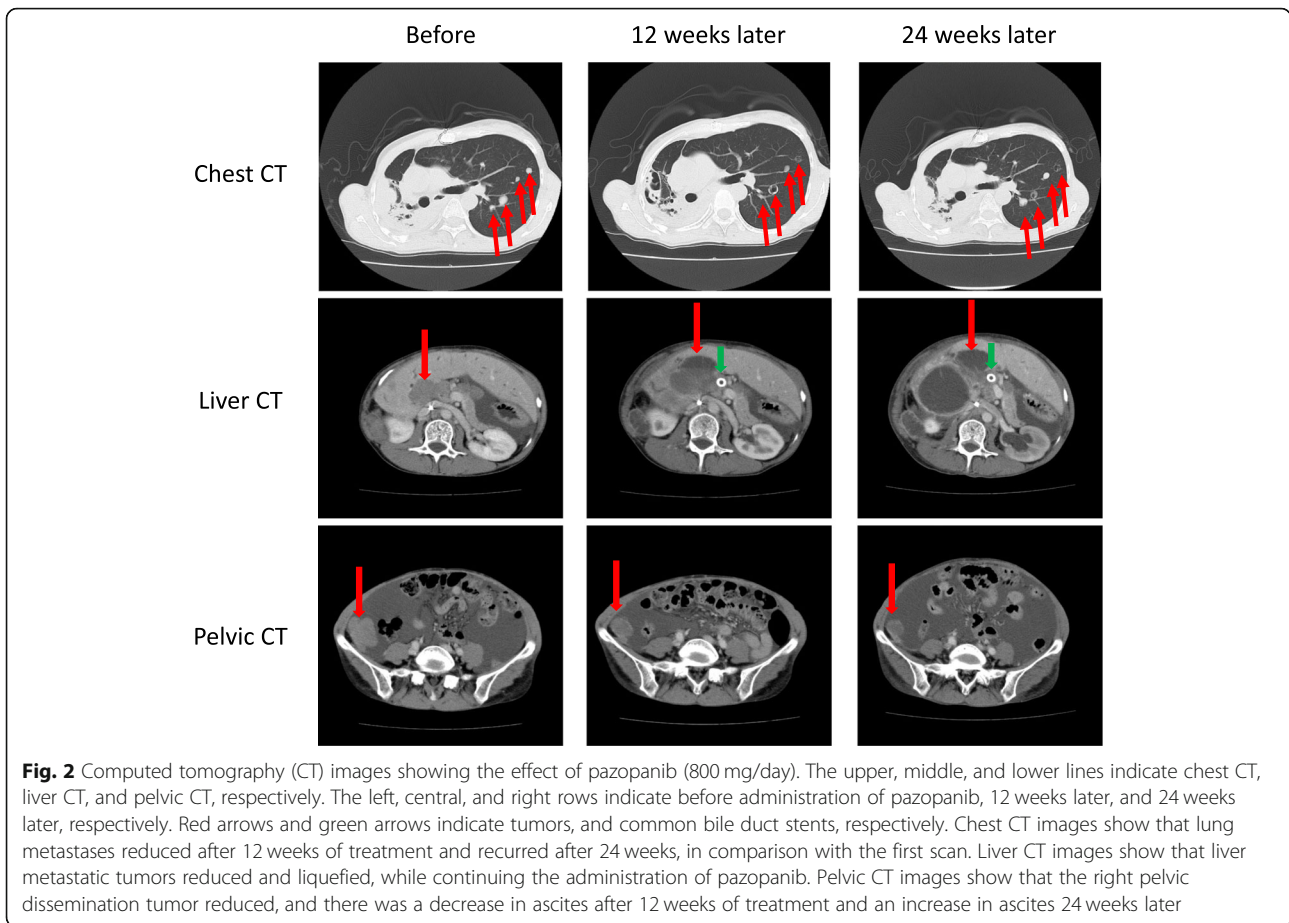 Before 12 weeks later 24 weeks later
Chest CT
Liver CT
Pelvic CT
Fig. 2 Computed tomography (CT) images showing the effect of pazopanib (800 mg/day). The upper, middle, and lower lines indicate chest CT,
liver CT, and pelvic CT, respectively. The left, central, and right rows indicate before administration of pazopanib, 12 weeks later, and 24 weeks
later, respectively. Red arrows and green arrows indicate tumors, and common bile duct stents, respectively. Chest CT images show that lung
metastases reduced after 12 weeks of treatment and recurred after 24 weeks, in comparison with the first scan. Liver CT images show that liver
metastatic tumors reduced and liquefied, while continuing the administration of pazopanib. Pelvic CT images show that the right pelvic
dissemination tumor reduced, and there was a decrease in ascites after 12 weeks of treatment and an increase in ascites 24 weeks later